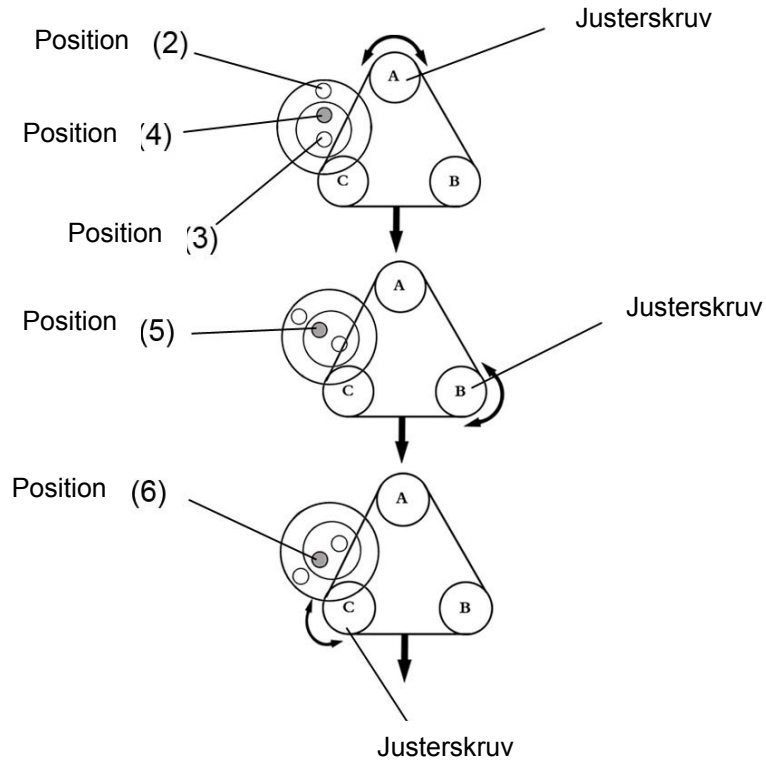 Justerskruv
Position (2)
A
Position (4)
C
B
Position (3)
A
Justerskruv
Position (5)
C
B
Position (6)
A
C
B
Justerskruv